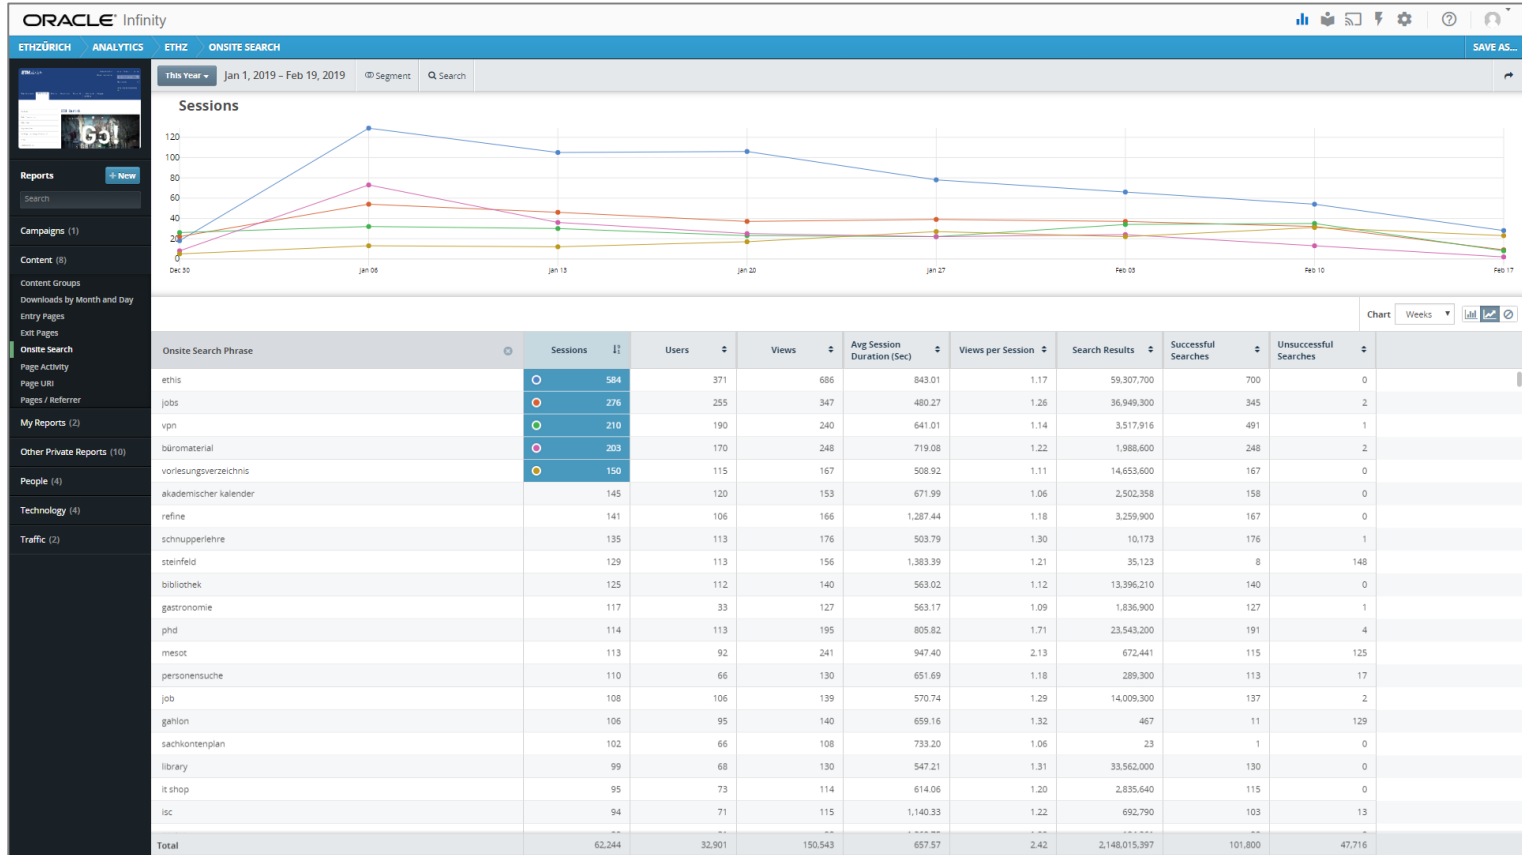 ORACLE® Infinity
ETHZÜRICH ANALYTICS ETHZ ONSITE SEARCH SAVE AS...
This Year Jan 1, 2019 – Feb 19, 2019 Segment Search
Go!
Sessions
120
100
80
60
40
20
0
Dec 30 Jan 06 Jan 13 Jan 20 Jan 27 Feb 03 Feb 10 Feb 17
Reports + New
Search
Campaigns (1)
Content (8)
Content Groups
Downloads by Month and Day
Entry Pages
Exit Pages
Onsite Search
Page Activity
Page URI
Pages / Referrer
My Reports (2)
Other Private Reports (10)
People (4)
Technology (4)
Traffic (2)
Chart Weeks
Onsite Search Phrase Sessions Users Views Avg Session Duration (Sec) Views per Session Search Results Successful Searches Unsuccessful Searches
ethis 584 371 686 843.01 1.17 59,307,700 700 0
jobs 276 255 347 480.27 1.26 36,949,300 345 2
vpn 210 190 240 641.01 1.14 3,517,916 491 1
büromaterial 203 170 248 719.08 1.22 1,988,600 248 2
vorlesungsverzeichnis 150 115 167 508.92 1.11 14,653,600 167 0
akademischer kalender 145 120 153 671.99 1.06 2,502,358 158 0
refine 141 106 166 1,287.44 1.18 3,259,900 167 0
schnupperlehre 135 113 176 503.79 1.30 10,173 176 1
steinfeld 129 113 156 1,383.39 1.21 35,123 8 148
bibliothek 125 112 140 563.02 1.12 13,396,210 140 0
gastronomie 117 33 127 563.17 1.09 1,836,900 127 1
phd 114 113 195 805.82 1.71 23,543,200 191 4
mesot 113 92 241 947.40 2.13 672,441 115 125
personensuche 110 66 130 651.69 1.18 289,300 113 17
job 108 106 139 570.74 1.29 14,009,300 137 2
gahlon 106 95 140 659.16 1.32 467 11 129
sachkontenplan 102 66 108 733.20 1.06 23 1 0
library 99 68 130 547.21 1.31 33,562,000 130 0
it shop 95 73 114 614.06 1.20 2,835,640 115 0
isc 94 71 115 1,140.33 1.22 692,790 103 13
Total 62,244 32,901 150,543 657.57 2.42 2,148,015,397 101,800 47,716